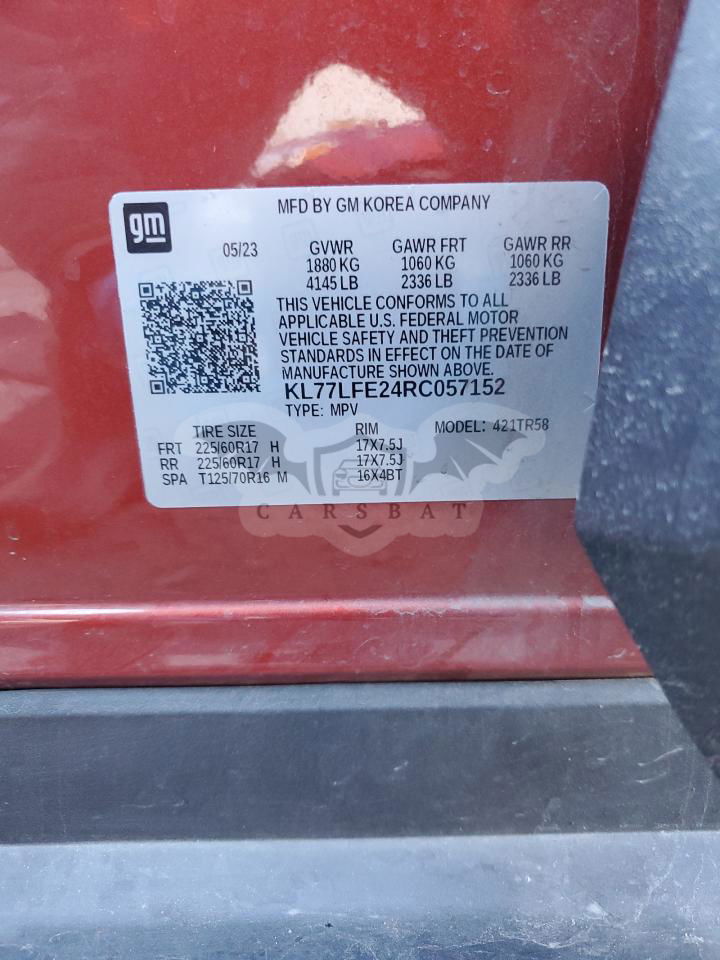 gm
MFD BY GM KOREA COMPANY
05/23 GVWR GAWR FRT GAWR RR
1880 KG 1060 KG 1060 KG
4145 LB 2336 LB 2336 LB
THIS VEHICLE CONFORMS TO ALL
APPLICABLE U.S. FEDERAL MOTOR
VEHICLE SAFETY AND THEFT PREVENTION
STANDARDS IN EFFECT ON THE DATE OF
MANUFACTURE SHOWN ABOVE.
KL77LFE24RC057152
TYPE: MPV
TIRE SIZE RIM MODEL: 421TR58
FRT 225/60R17 H 17X7.5J
RR 225/60R17 H 17X7.5J
SPA T125/70R16 M 16X4BT
CARSBAT